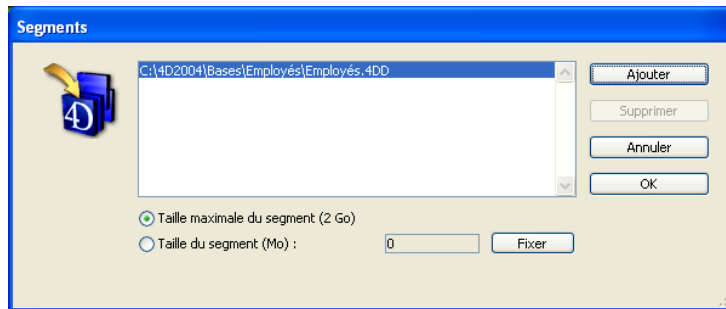 Segments
4D
C:\4D2004\Bases\Employés\Employés.4DD
Ajouter
Supprimer
Annuler
OK
Taille maximale du segment (2 Go)
Taille du segment (Mo) :
0
Fixer